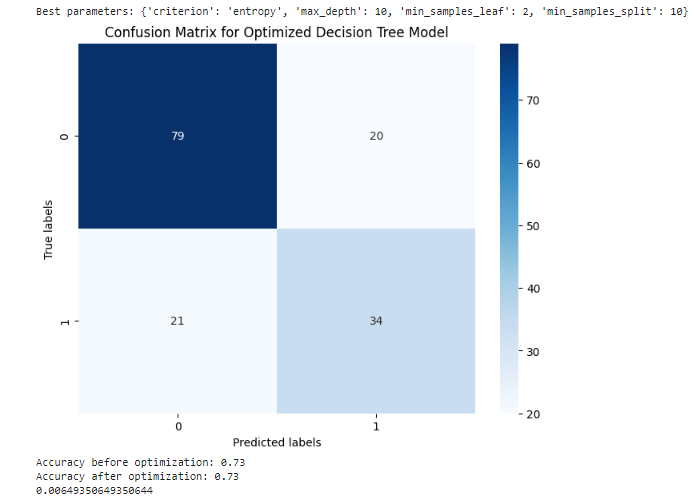 Best parameters: {'criterion': 'entropy', 'max_depth': 10, 'min_samples_leaf': 2, 'min_samples_split': 10}
Confusion Matrix for Optimized Decision Tree Model
79 20
21 34
0
1
True labels
0 1
Predicted labels
70
60
50
40
30
20
Accuracy before optimization: 0.73
Accuracy after optimization: 0.73
0.00649350649350644